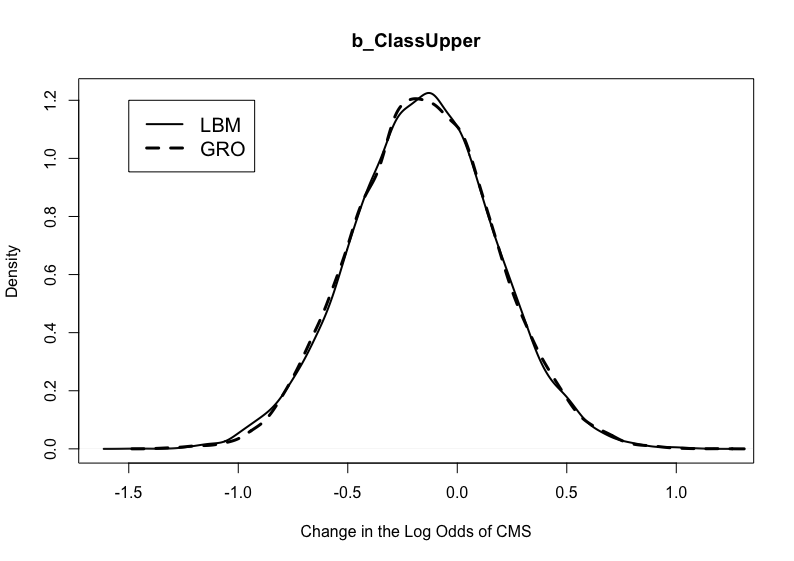 b_ClassUpper
LBM
GRO
Density
0.0 0.2 0.4 0.6 0.8 1.0 1.2
-1.5 -1.0 -0.5 0.0 0.5 1.0
Change in the Log Odds of CMS